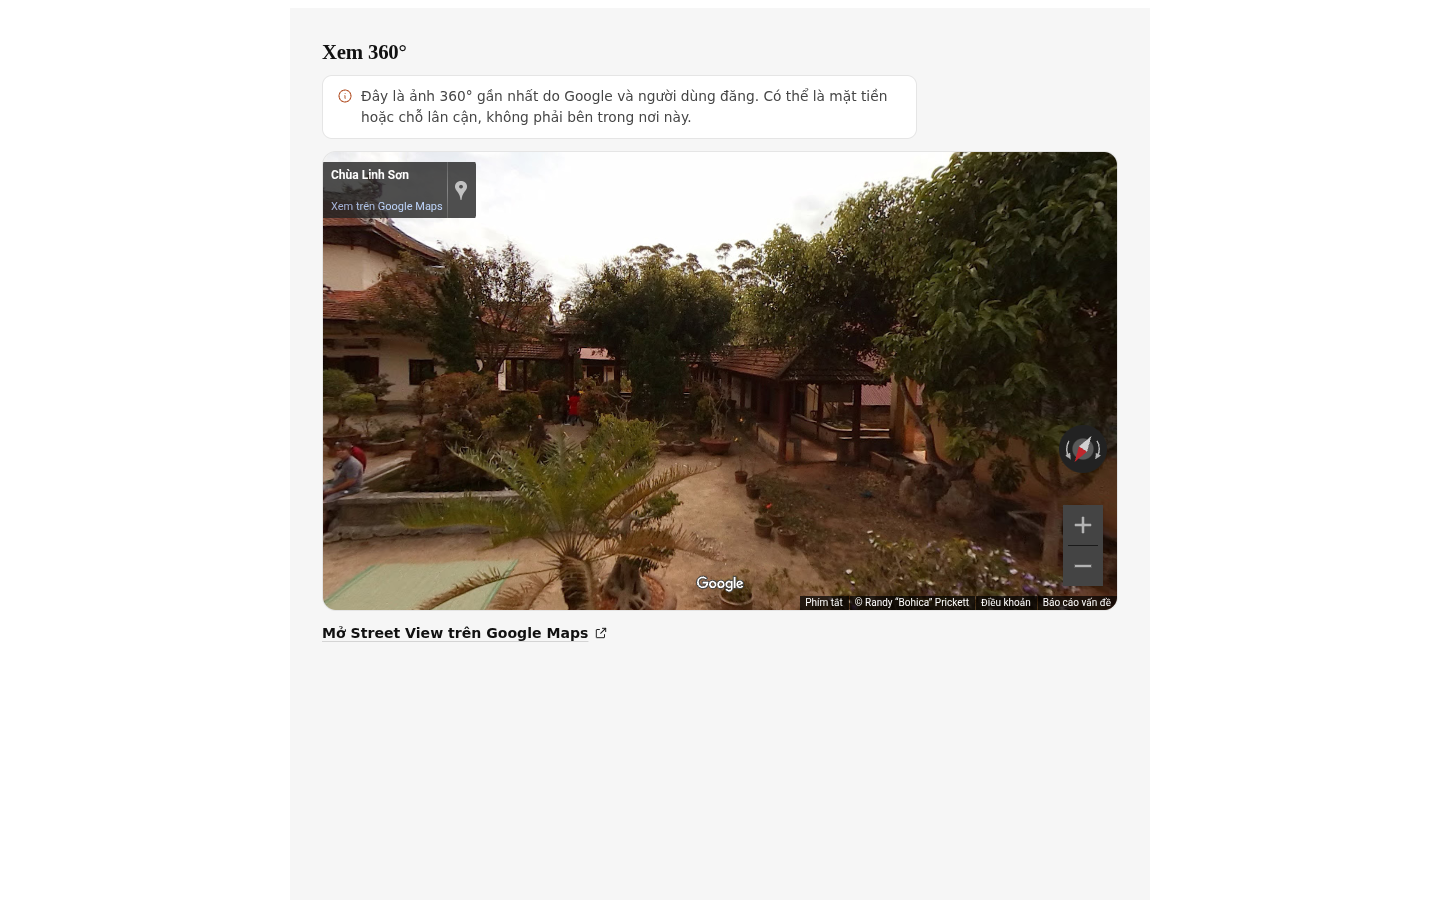 Xem 360°
Đây là ảnh 360° gần nhất do Google và người dùng đăng. Có thể là mặt tiền
hoặc chỗ lân cận, không phải bên trong nơi này.
Chùa Linh Sơn
Xem trên Google Maps
Google
Phím tắt
© Randy "Bohica" Prickett
Điều khoản
Báo cáo vấn đề
Mở Street View trên Google Maps